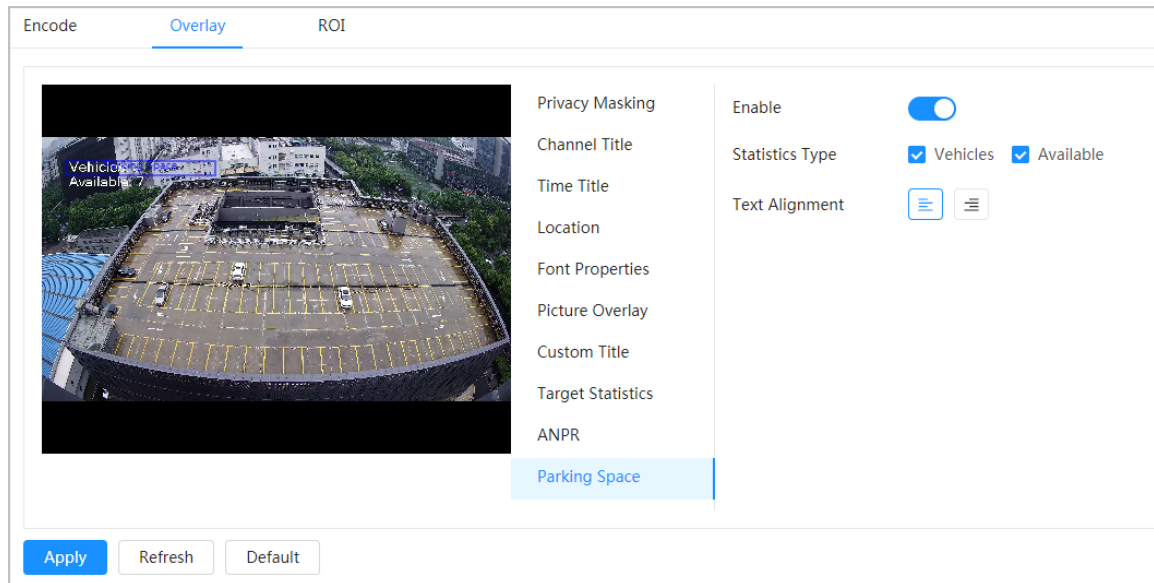 Encode Overlay ROI
Privacy Masking
Channel Title
Time Title
Location
Font Properties
Picture Overlay
Custom Title
Target Statistics
ANPR
Parking Space
Enable
Statistics Type Vehicles Available
Text Alignment
Available: 7
Apply Refresh Default